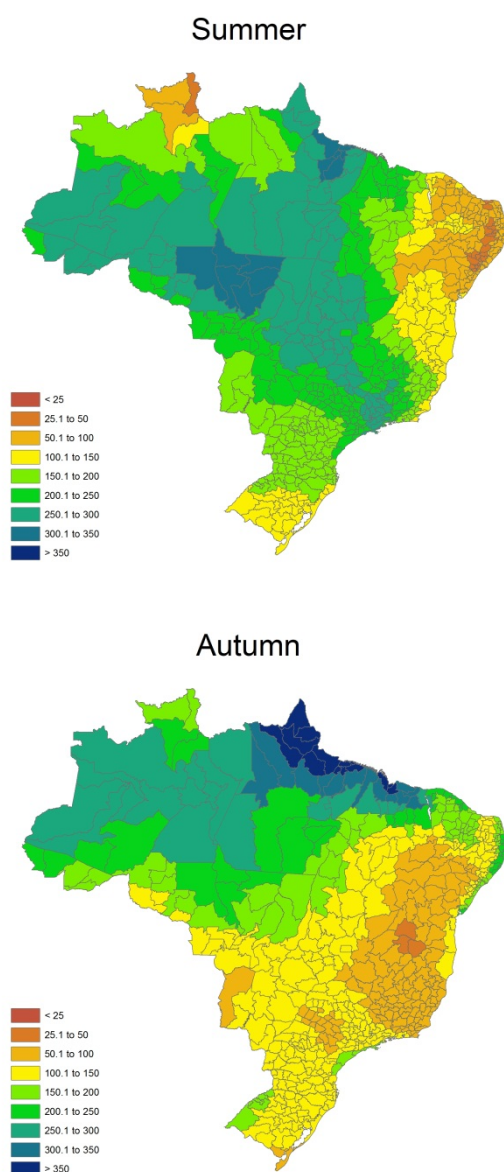 Summer
< 25
25.1 to 50
50.1 to 100
100.1 to 150
150.1 to 200
200.1 to 250
250.1 to 300
300.1 to 350
> 350
Autumn
< 25
25.1 to 50
50.1 to 100
100.1 to 150
150.1 to 200
200.1 to 250
250.1 to 300
300.1 to 350
> 350